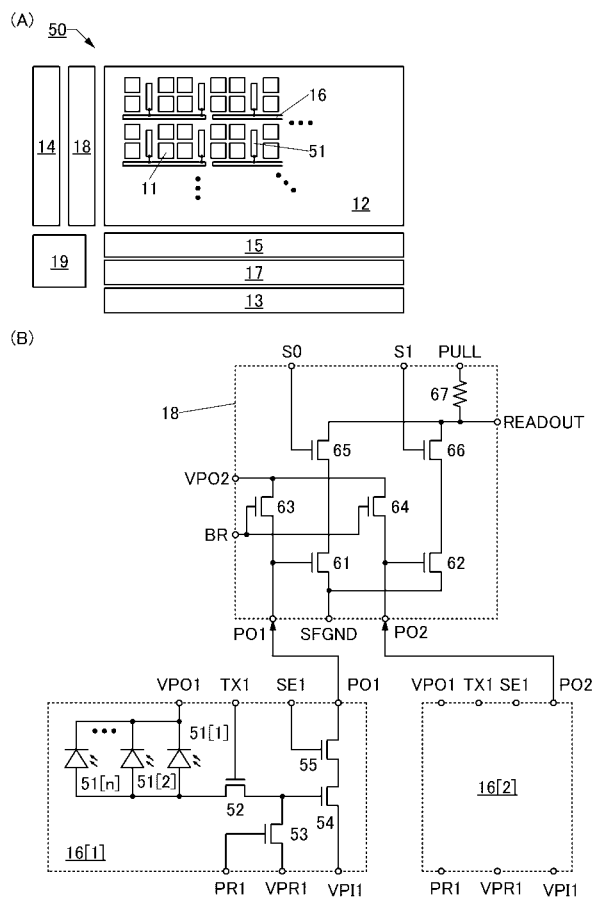 (A)
50
16
14
18
11
51
12
19
15
17
13
(B)
S0
S1
PULL
18
67
READOUT
65
66
VPO2
63
64
BR
61
62
PO1
SFGND
PO2
VPO1
TX1
SE1
PO1
VPO1
TX1
SE1
PO2
51[1]
51[n]
51[2]
55
52
54
53
16[1]
16[2]
PR1
VPR1
VPI1
PR1
VPR1
VPI1